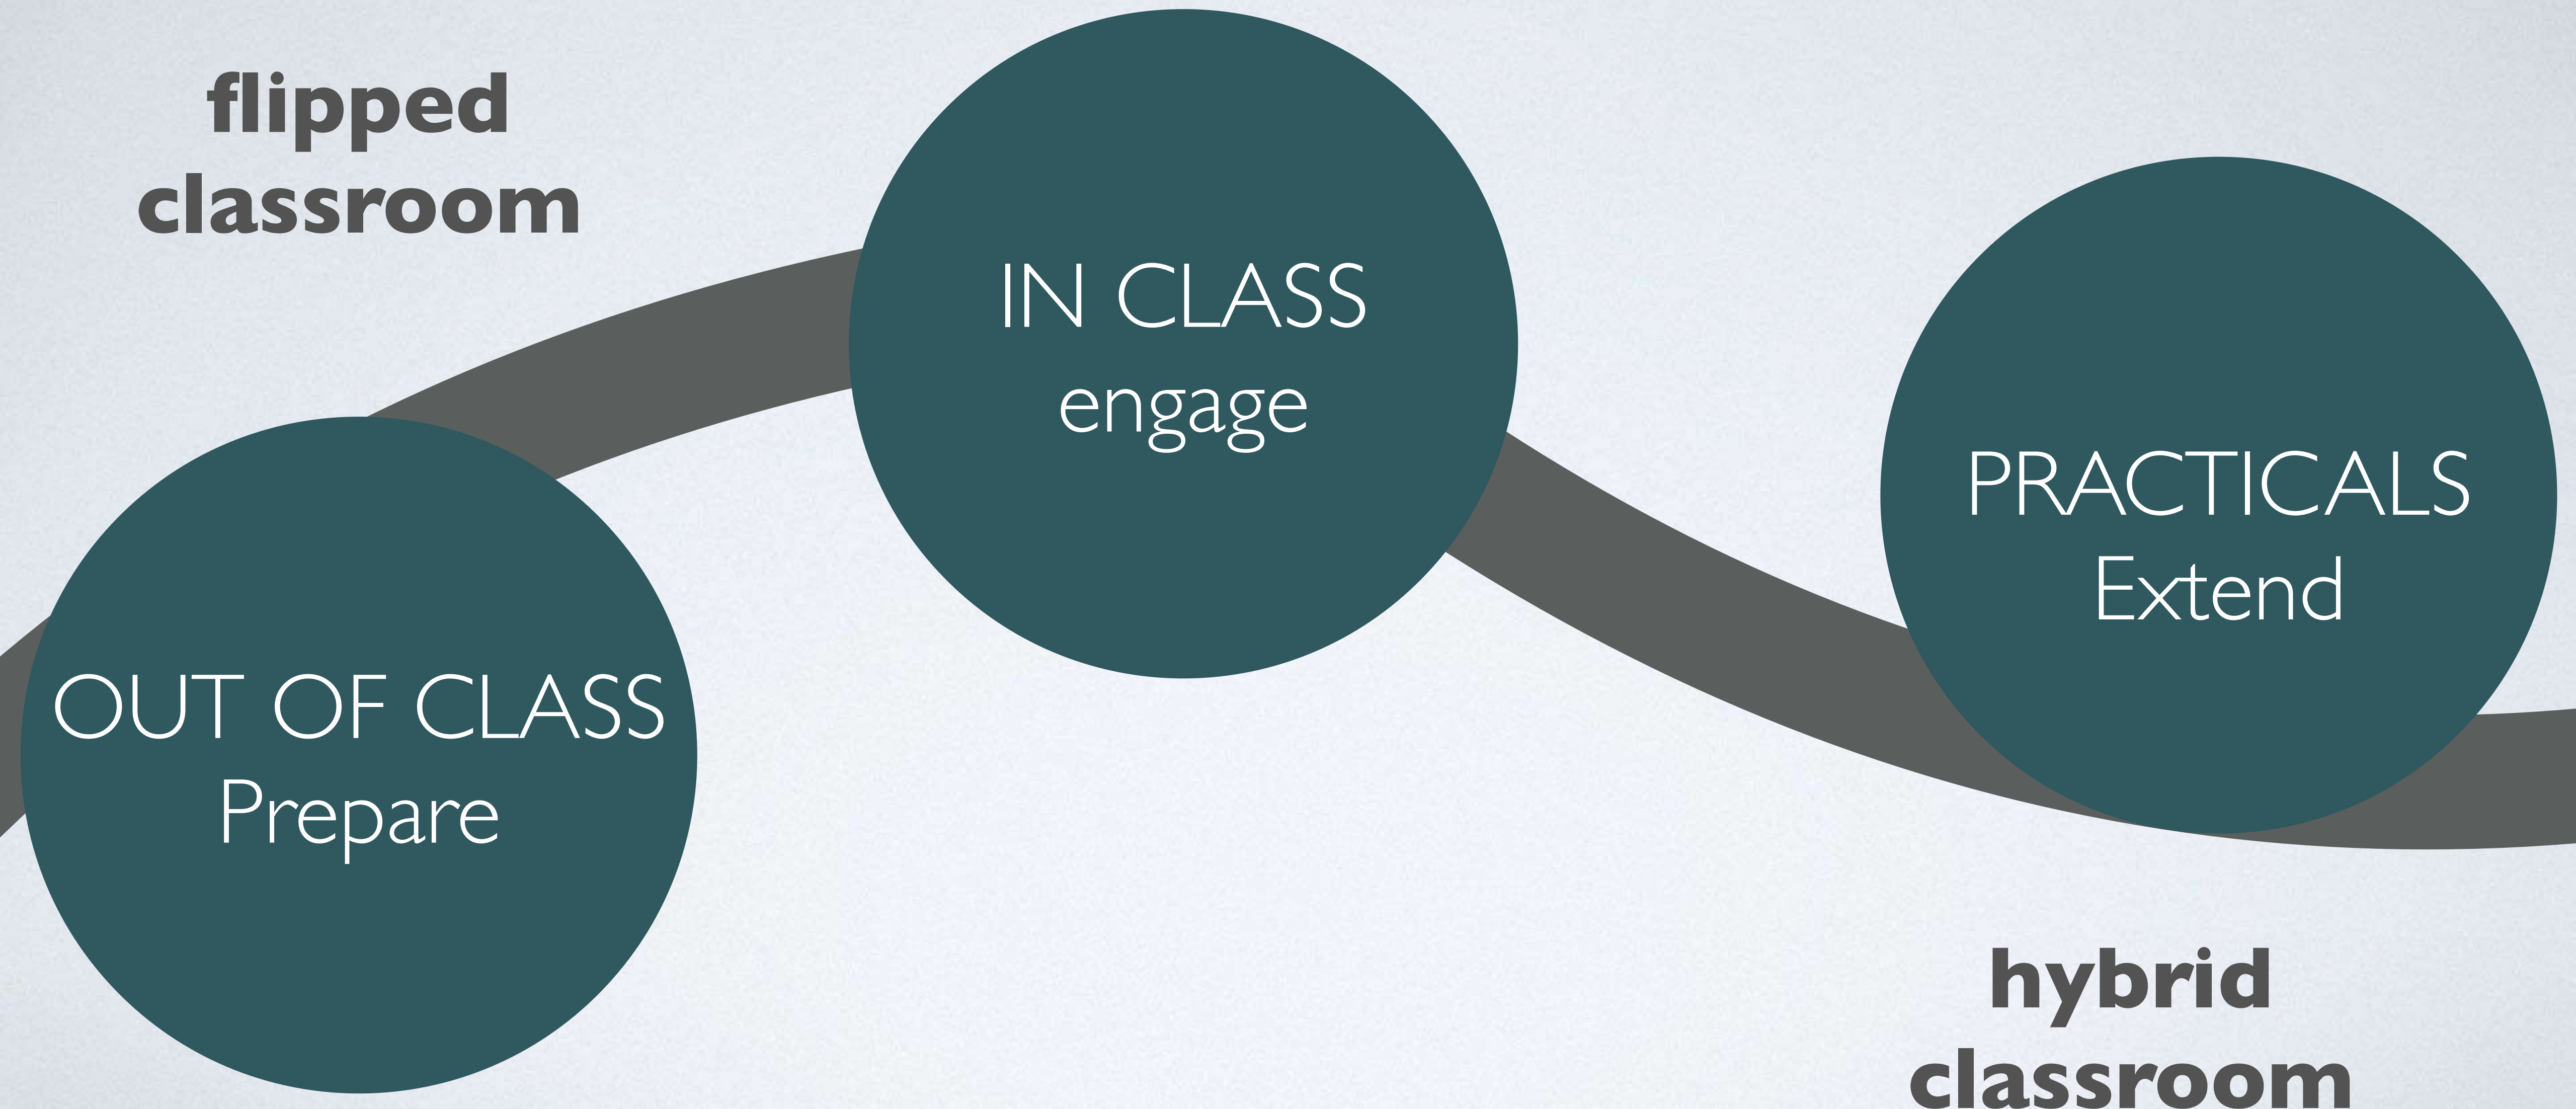 flipped
classroom
OUT OF CLASS
Prepare
IN CLASS
engage
PRACTICALS
Extend
hybrid
classroom